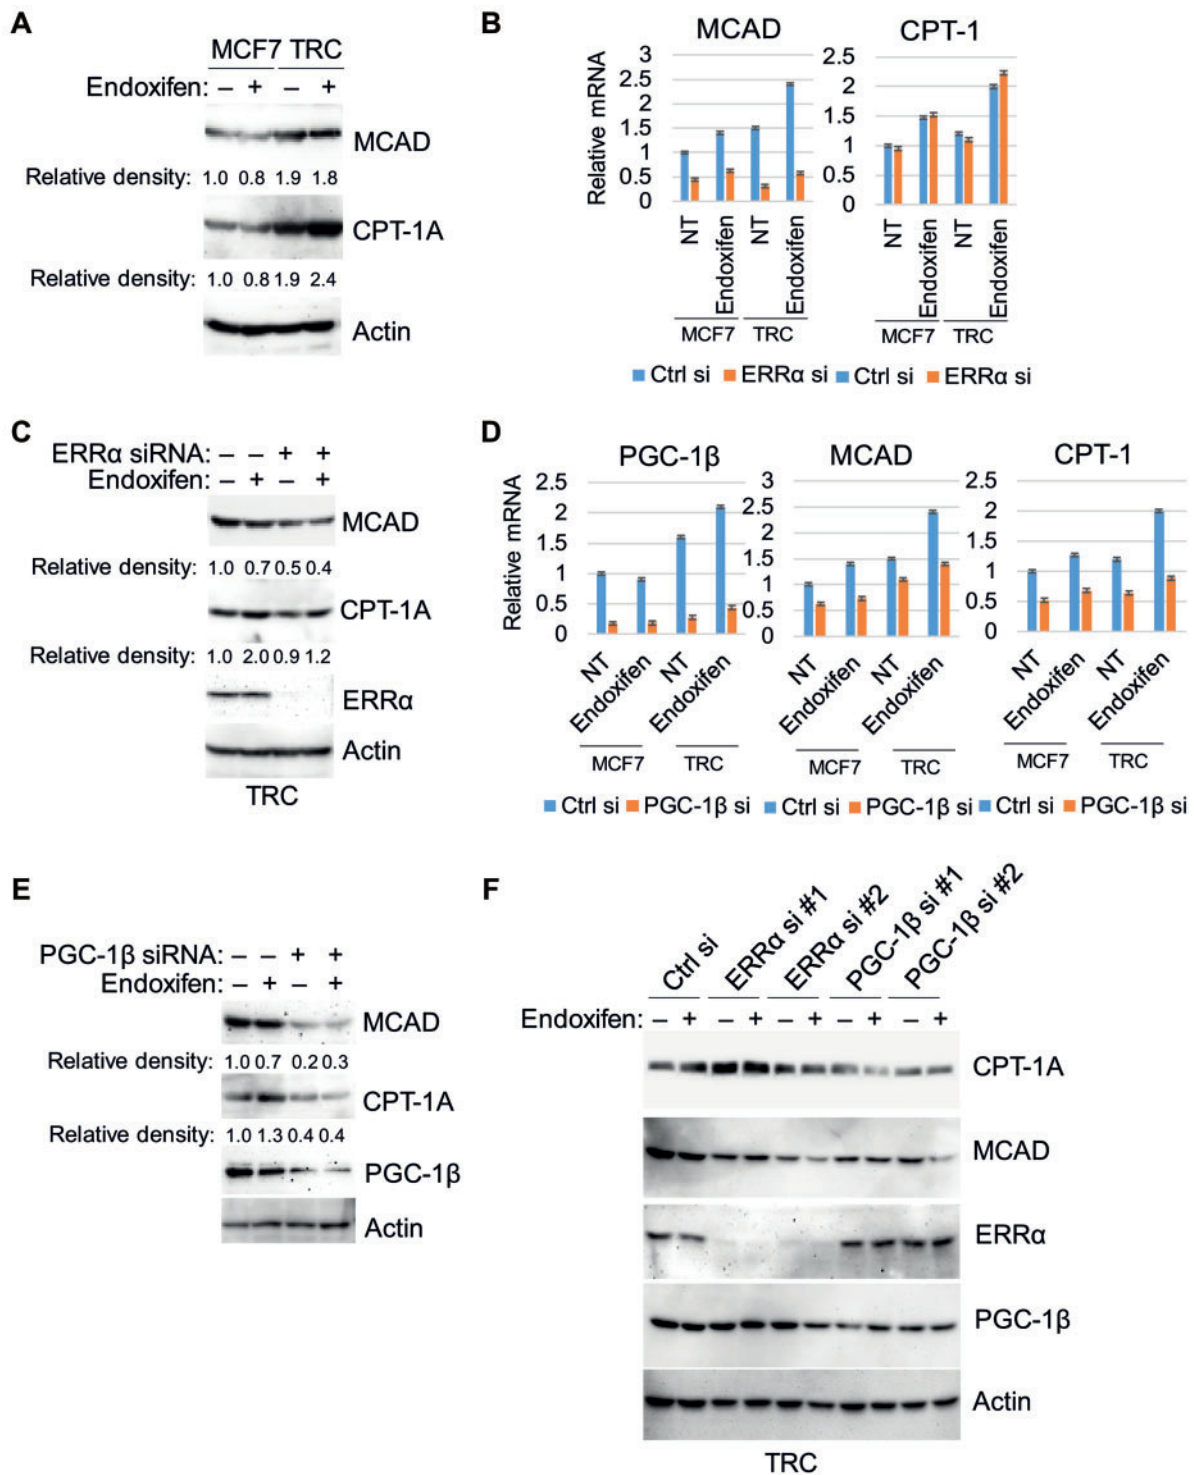 A
MCF7 TRC
Endoxifen: – + – +
MCAD
Relative density: 1.0 0.8 1.9 1.8
CPT-1A
Relative density: 1.0 0.8 1.9 2.4
Actin
B
MCAD CPT-1
Relative mRNA
3
2.5
2
1.5
1
0.5
0
2.5
2
1.5
1
0.5
0
NT Endoxifen NT Endoxifen NT Endoxifen NT Endoxifen
MCF7 TRC MCF7 TRC
Ctrl si ERRα si Ctrl si ERRα si
C
ERRα siRNA: – – + +
Endoxifen: – + – +
MCAD
Relative density: 1.0 0.7 0.5 0.4
CPT-1A
Relative density: 1.0 2.0 0.9 1.2
ERRα
Actin
TRC
D
PGC-1β MCAD CPT-1
Relative mRNA
2.5
2
1.5
1
0.5
0
3
2.5
2
1.5
1
0.5
0
2.5
2
1.5
1
0.5
0
NT Endoxifen NT Endoxifen NT Endoxifen NT Endoxifen NT Endoxifen NT Endoxifen
MCF7 TRC MCF7 TRC MCF7 TRC
Ctrl si PGC-1β si Ctrl si PGC-1β si Ctrl si PGC-1β si
E
PGC-1β siRNA: – – + +
Endoxifen: – + – +
MCAD
Relative density: 1.0 0.7 0.2 0.3
CPT-1A
Relative density: 1.0 1.3 0.4 0.4
PGC-1β
Actin
F
Ctrl si ERRα si #1 ERRα si #2 PGC-1β si #1 PGC-1β si #2
Endoxifen: – + – + – + – + – +
CPT-1A
MCAD
ERRα
PGC-1β
Actin
TRC